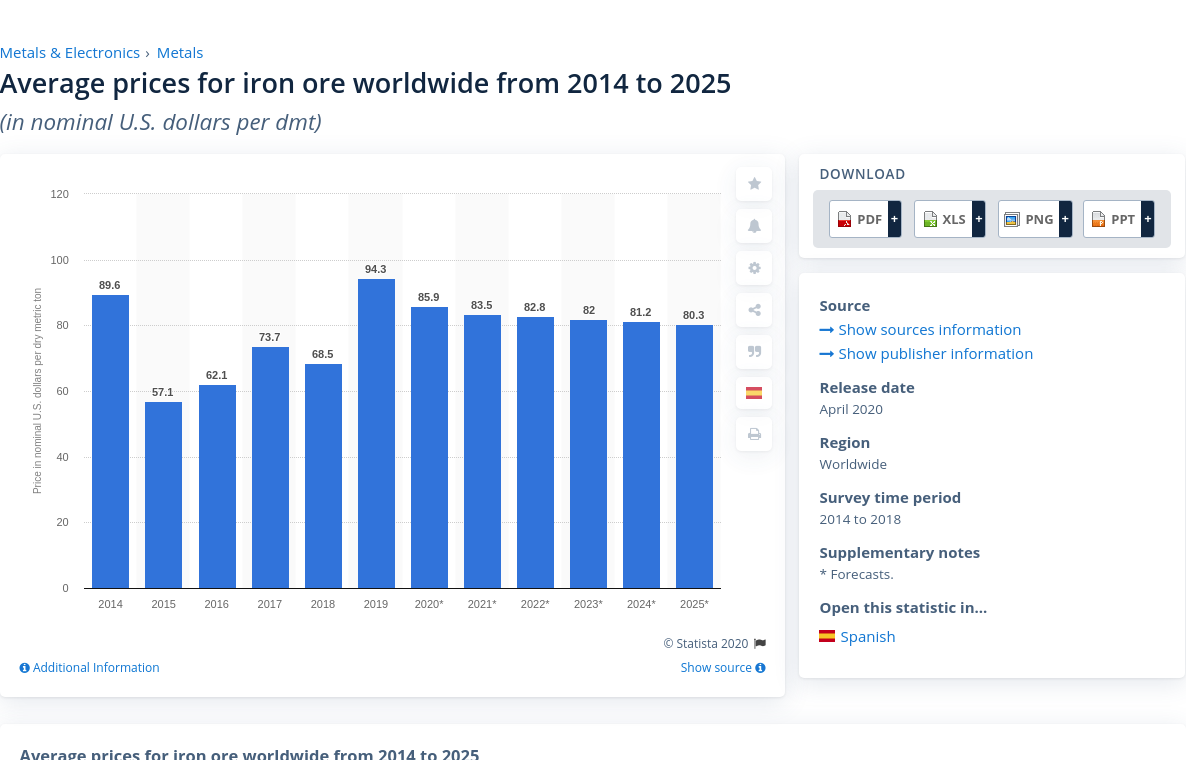 Metals & Electronics › Metals
Average prices for iron ore worldwide from 2014 to 2025
(in nominal U.S. dollars per dmt)
Price in nominal U.S. dollars per dry metric ton
120
100
80
60
40
20
0
89.6
57.1
62.1
73.7
68.5
94.3
85.9
83.5
82.8
82
81.2
80.3
2014 2015 2016 2017 2018 2019 2020* 2021* 2022* 2023* 2024* 2025*
© Statista 2020
Additional Information
Show source
DOWNLOAD
PDF + XLS + PNG + PPT +
Source
Show sources information
Show publisher information
Release date
April 2020
Region
Worldwide
Survey time period
2014 to 2018
Supplementary notes
* Forecasts.
Open this statistic in...
Spanish
Average prices for iron ore worldwide from 2014 to 2025